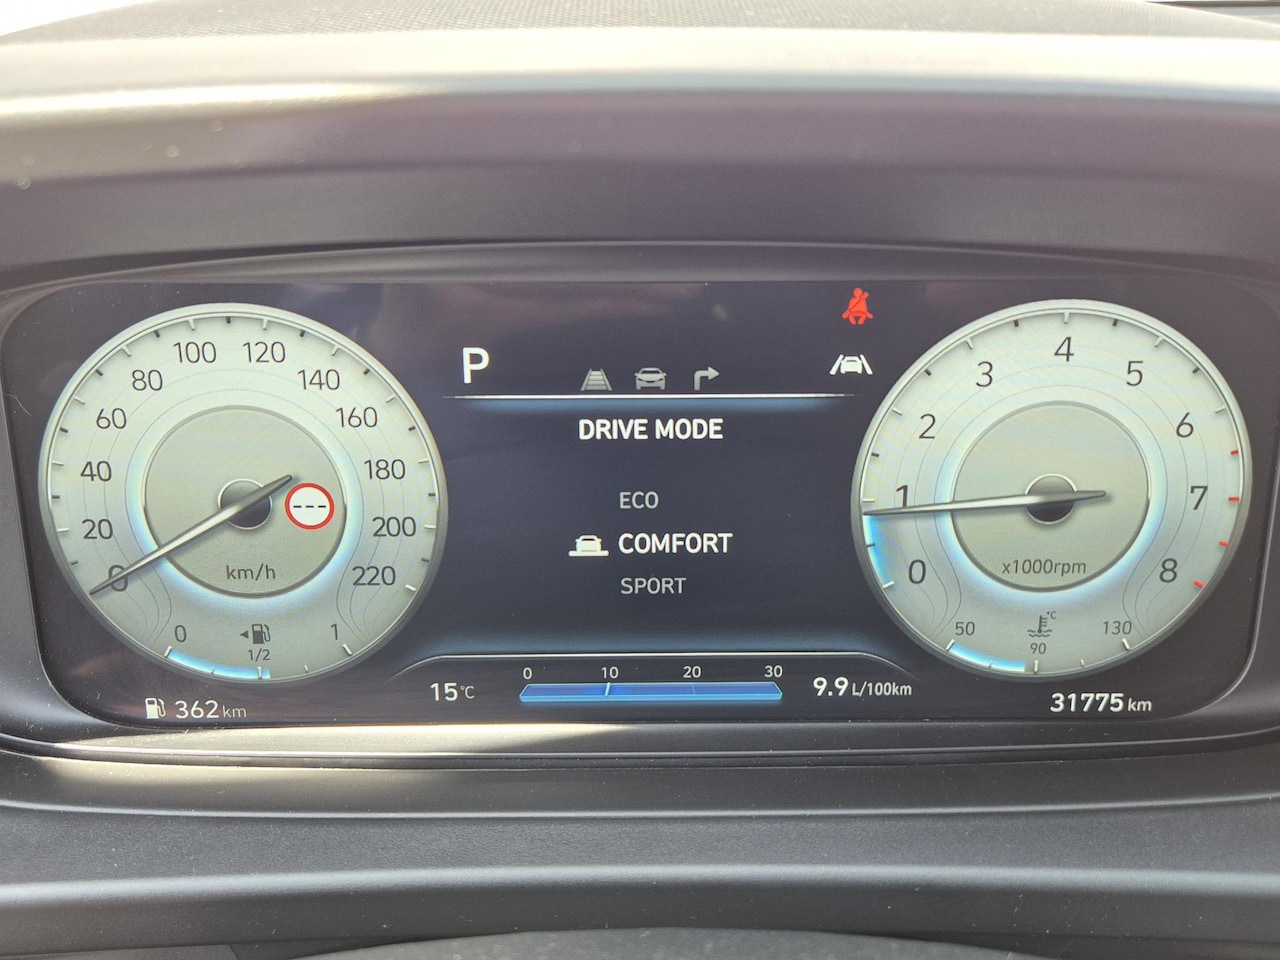 100 120
80 140
60 160
40 180
20 200
0 220
km/h
0 1
1/2
362 km
P
---
DRIVE MODE
ECO
COMFORT
SPORT
15°C
0 10 20 30
9.9 L/100km
4
3 5
2 6
1 7
0 8
x1000rpm
°C
50 130
90
31775 km